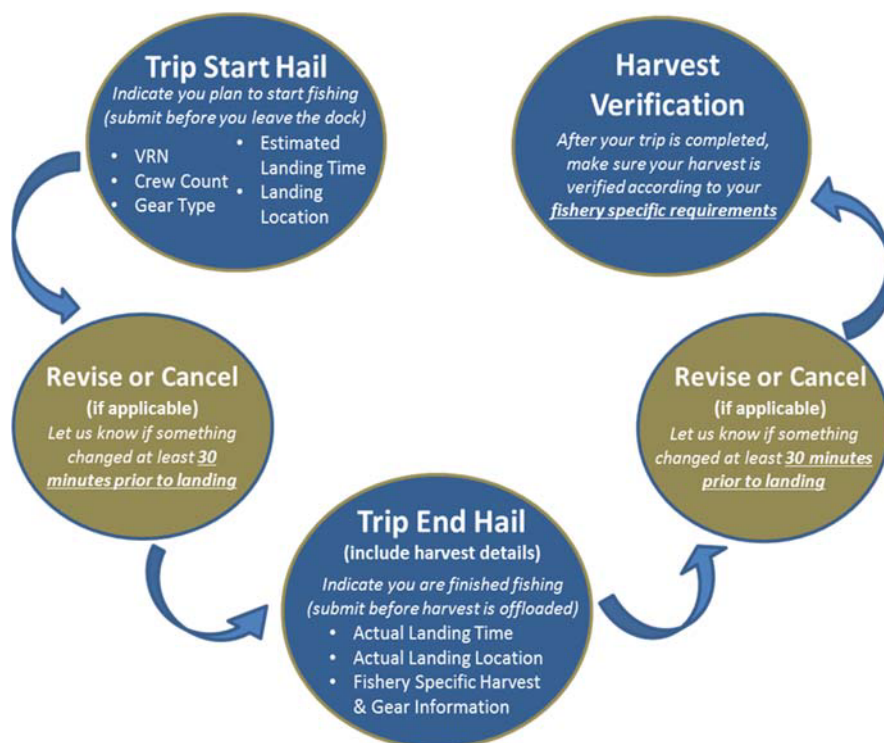 Trip Start Hail
Indicate you plan to start fishing
(submit before you leave the dock)
• VRN
• Crew Count
• Gear Type
• Estimated
Landing Time
• Landing
Location
Revise or Cancel
(if applicable)
Let us know if something
changed at least 30
minutes prior to landing
Trip End Hail
(include harvest details)
Indicate you are finished fishing
(submit before harvest is offloaded)
• Actual Landing Time
• Actual Landing Location
• Fishery Specific Harvest
& Gear Information
Revise or Cancel
(if applicable)
Let us know if something
changed at least 30 minutes
prior to landing
Harvest
Verification
After your trip is completed,
make sure your harvest is
verified according to your
fishery specific requirements